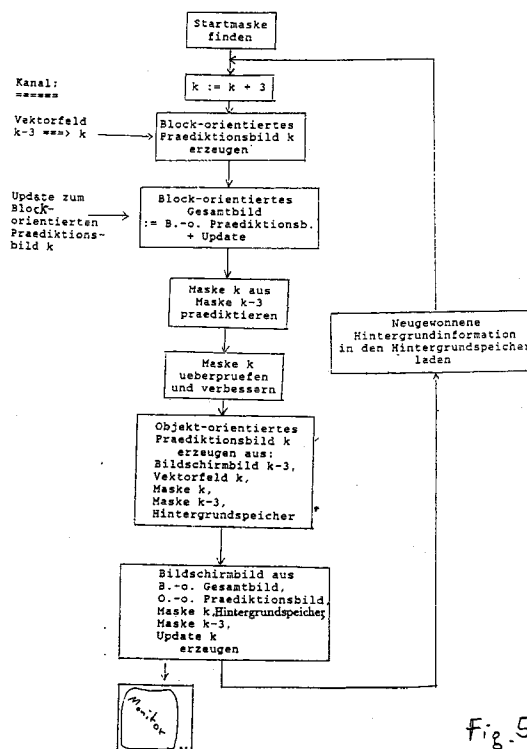 Startmaske
finden
k := k + 3
Kanal:
======
Vektorfeld
k-3 ===> k
Block-orientiertes
Praediktionsbild k
erzeugen
Update zum
Block-
orientierten
Praediktions-
bild k
Block-orientiertes
Gesamtbild
:= B.-o. Praediktionsb.
+ Update
Maske k aus
Maske k-3
praediktieren
Maske k
ueberpruefen
und verbessern
Objekt-orientiertes
Praediktionsbild k
erzeugen aus:
Bildschirmbild k-3,
Vektorfeld k,
Maske k,
Maske k-3,
Hintergrundspeicher
Bildschirmbild aus
B.-o. Gesamtbild,
O.-o. Praediktionsbild,
Maske k, Hintergrundspeicher,
Maske k-3,
Update k
erzeugen
Neugewonnene
Hintergrundinformation
in den Hintergrundspeicher
laden
Monitor
Fig. 5